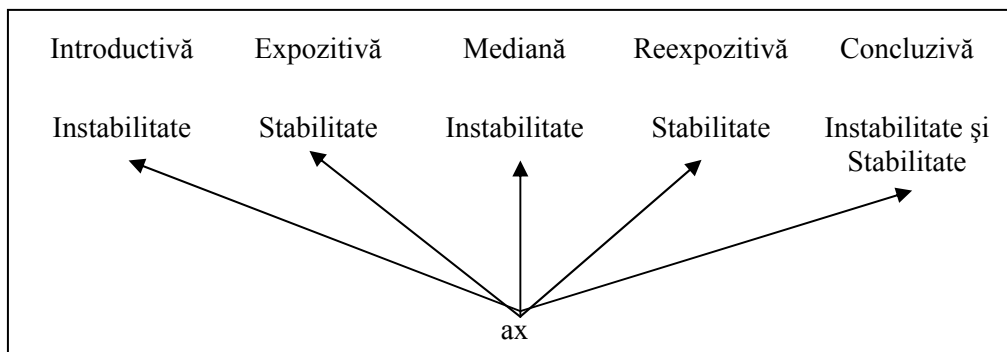 Introductivă Expozitivă Mediană Reexpozitivă Concluzivă
Instabilitate Stabilitate Instabilitate Stabilitate Instabilitate şi
Stabilitate
ax